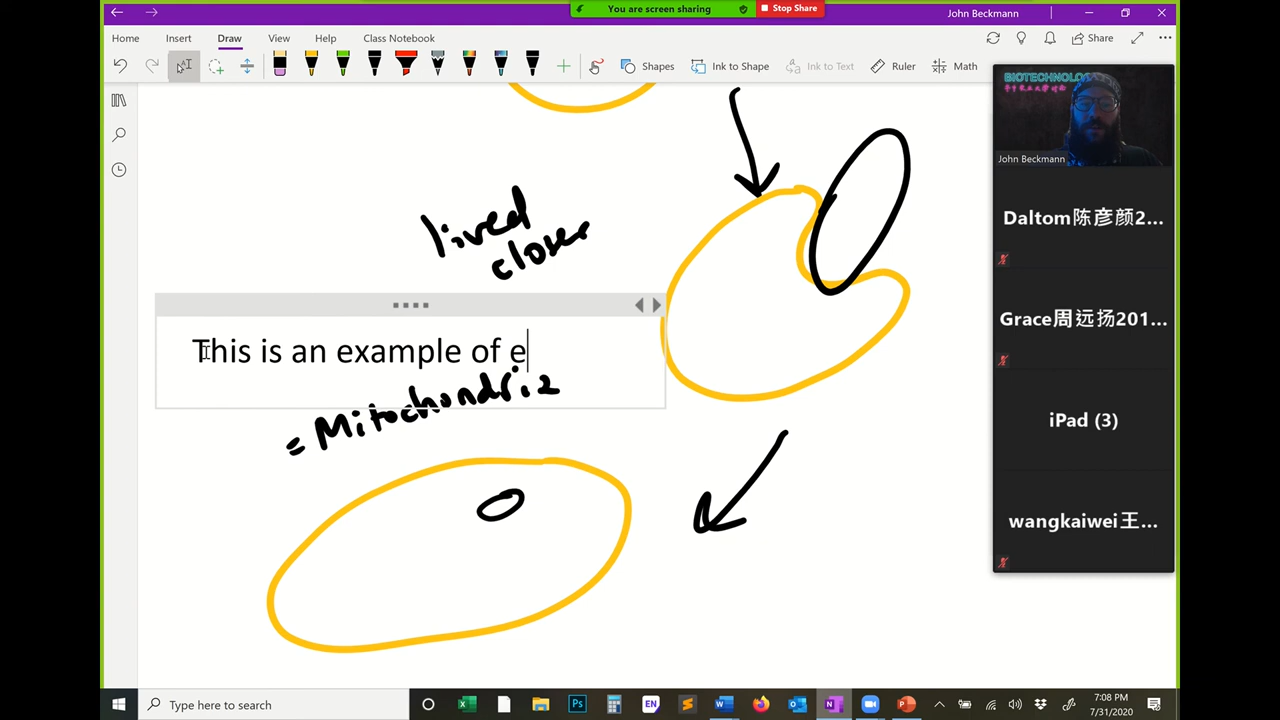 You are screen sharing
Stop Share
John Beckmann
Home Insert Draw View Help Class Notebook
Share
Shapes Ink to Shape Ink to Text Ruler Math
BIOTECHNOLO
John Beckmann
Daltom陈彦颜2...
Grace周远扬201...
iPad (3)
wangkaiwei王...
lived
closer
This is an example of e
= Mitochondria
Type here to search
EN
7:08 PM
7/31/2020